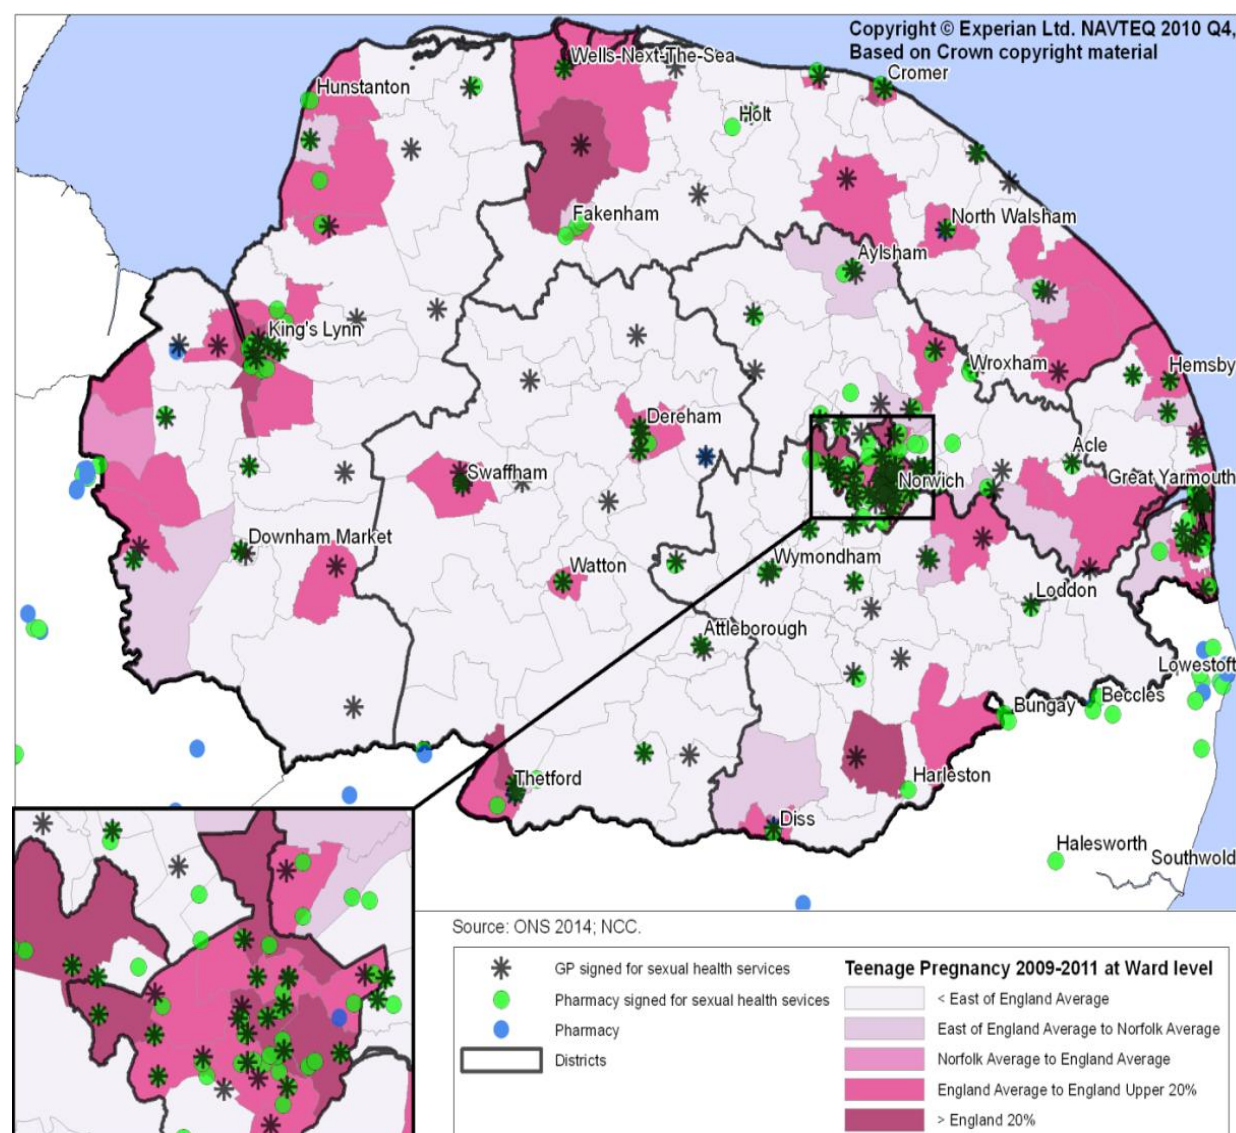 Copyright © Experian Ltd. NAVTEQ 2010 Q4,
Based on Crown copyright material
Wells-Next-The-Sea
Cromer
Hunstanton
Holt
Fakenham
North Walsham
Aylsham
King's Lynn
Wroxham
Hemsby
Dereham
Acle
Swaffham
Great Yarmouth
Norwich
Downham Market
Watton
Wymondham
Loddon
Attleborough
Lowestoft
Beccles
Bungay
Thetford
Harleston
Diss
Halesworth
Southwold
Source: ONS 2014; NCC.
GP signed for sexual health services
Pharmacy signed for sexual health sevices
Pharmacy
Districts
Teenage Pregnancy 2009-2011 at Ward level
< East of England Average
East of England Average to Norfolk Average
Norfolk Average to England Average
England Average to England Upper 20%
> England 20%